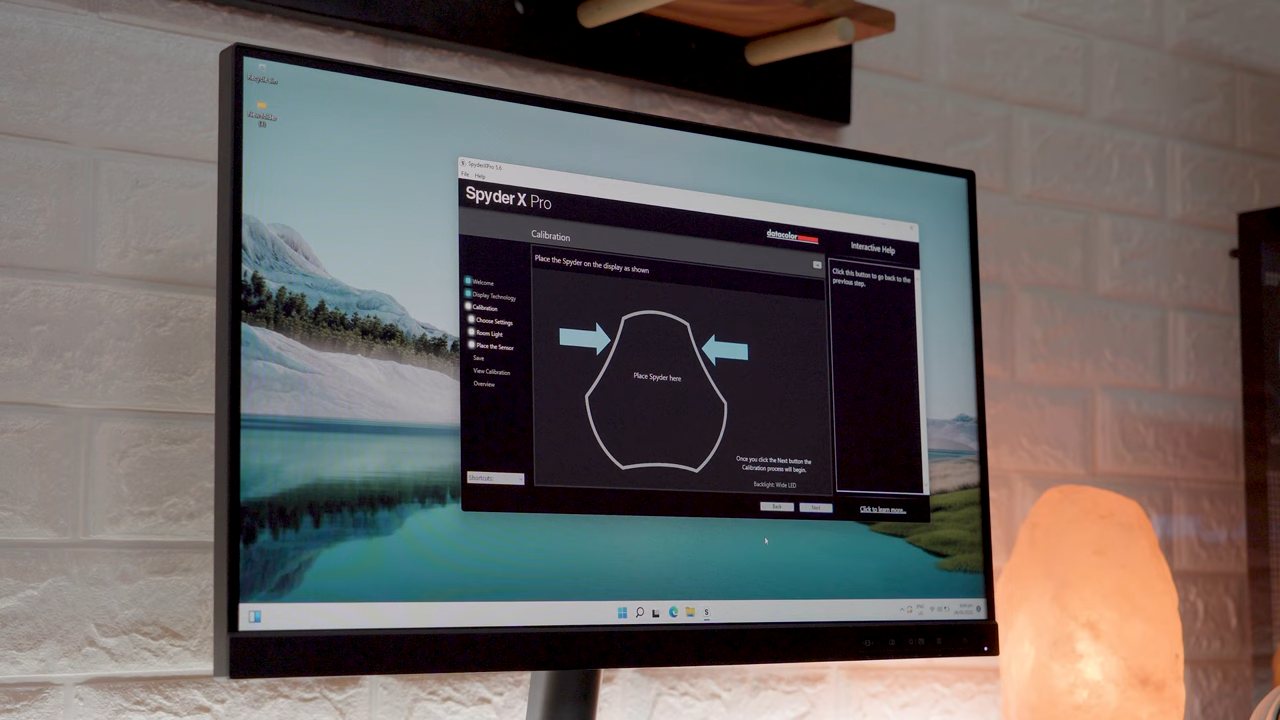 Recycle Bin
SpyderXPro 5.6
File Help
Spyder X Pro
datacolor
Calibration
Interactive Help
Place the Spyder on the display as shown
Click this button to go back to the
previous step.
Welcome
Display Technology
Calibration
Choose Settings
Room Light
Place the Sensor
Save
View Calibration
Overview
Place Spyder here
Once you click the Next button the
Calibration process will begin.
Backlight: Wide LED
Shortcuts:
Back
Next
Click to learn more...
S